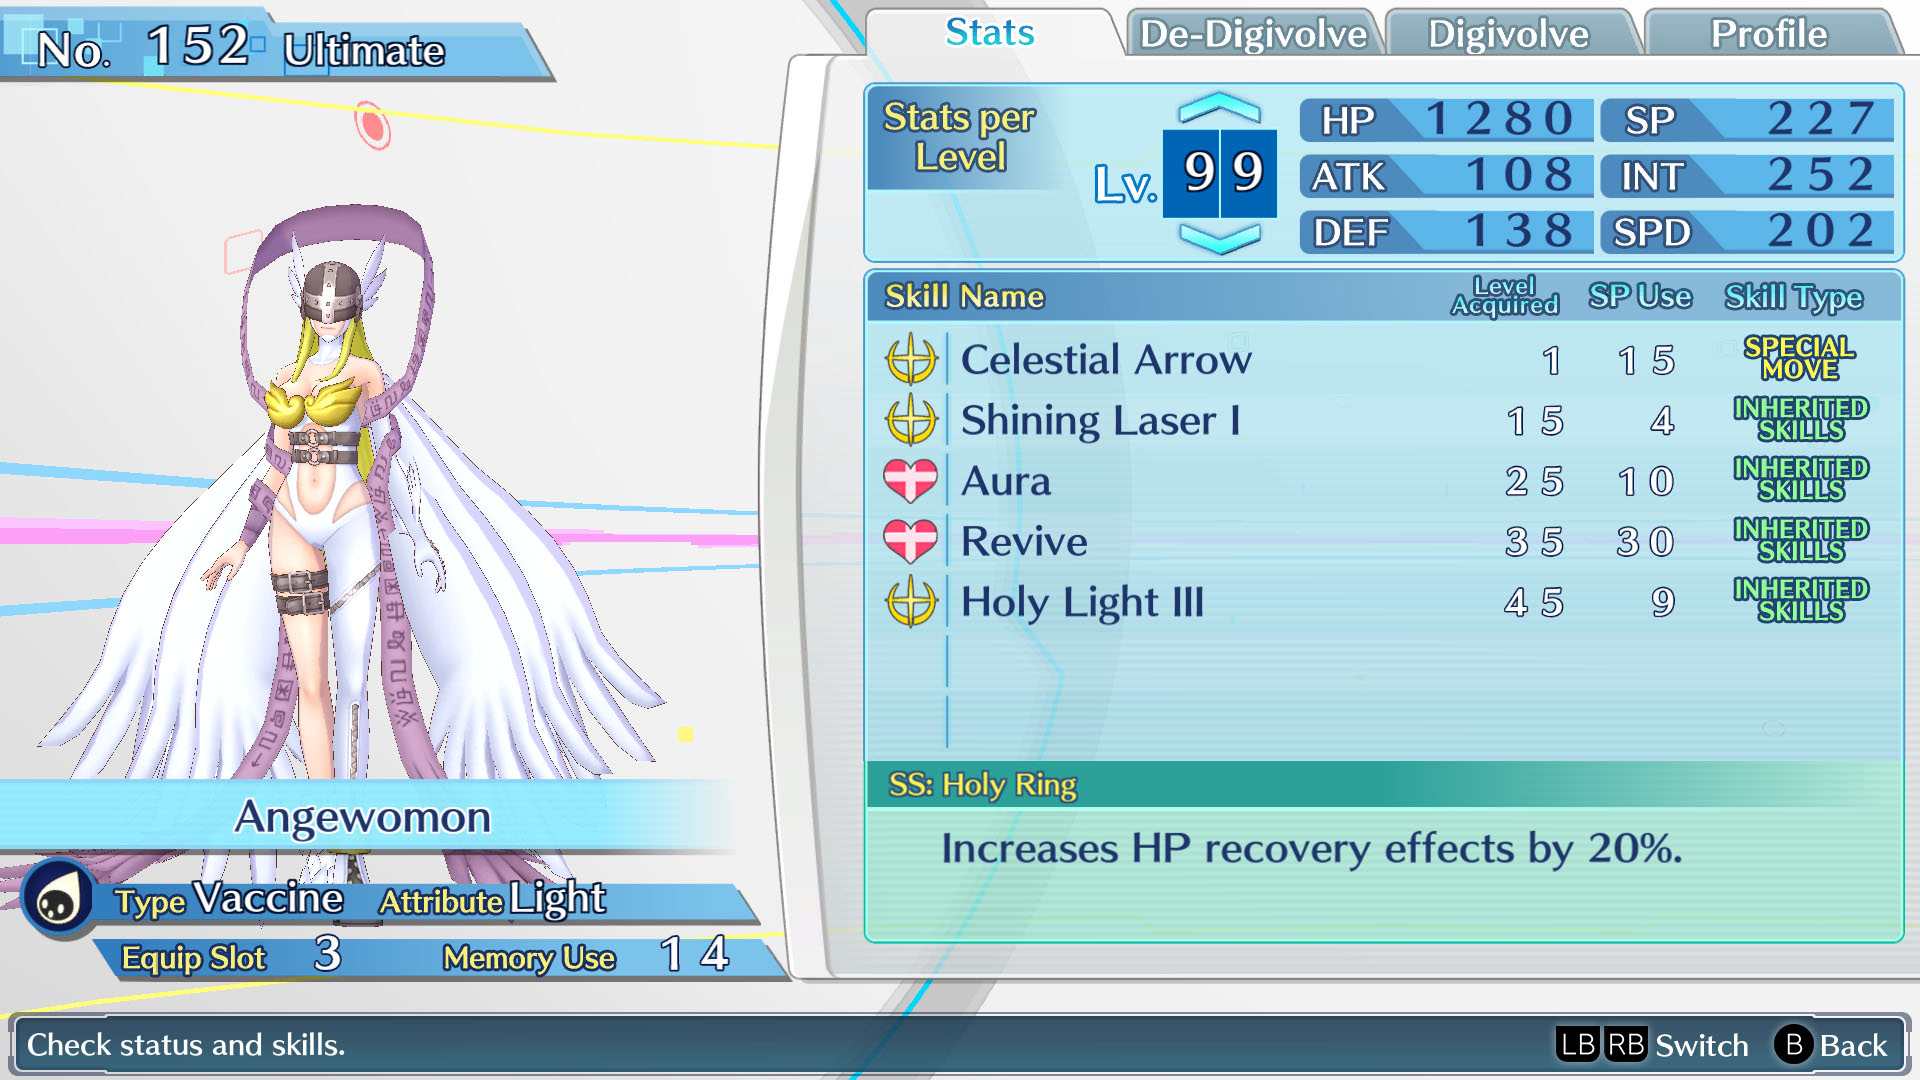 No. 152 Ultimate
Stats De-Digivolve Digivolve Profile
Stats per
Level
Lv. 99
HP 1280 SP 227
ATK 108 INT 252
DEF 138 SPD 202
Skill Name Level Acquired SP Use Skill Type
Celestial Arrow 1 15 SPECIAL MOVE
Shining Laser I 15 4 INHERITED SKILLS
Aura 25 10 INHERITED SKILLS
Revive 35 30 INHERITED SKILLS
Holy Light III 45 9 INHERITED SKILLS
SS: Holy Ring
Increases HP recovery effects by 20%.
Angewomon
Type Vaccine Attribute Light
Equip Slot 3 Memory Use 14
Check status and skills.
LB RB Switch B Back